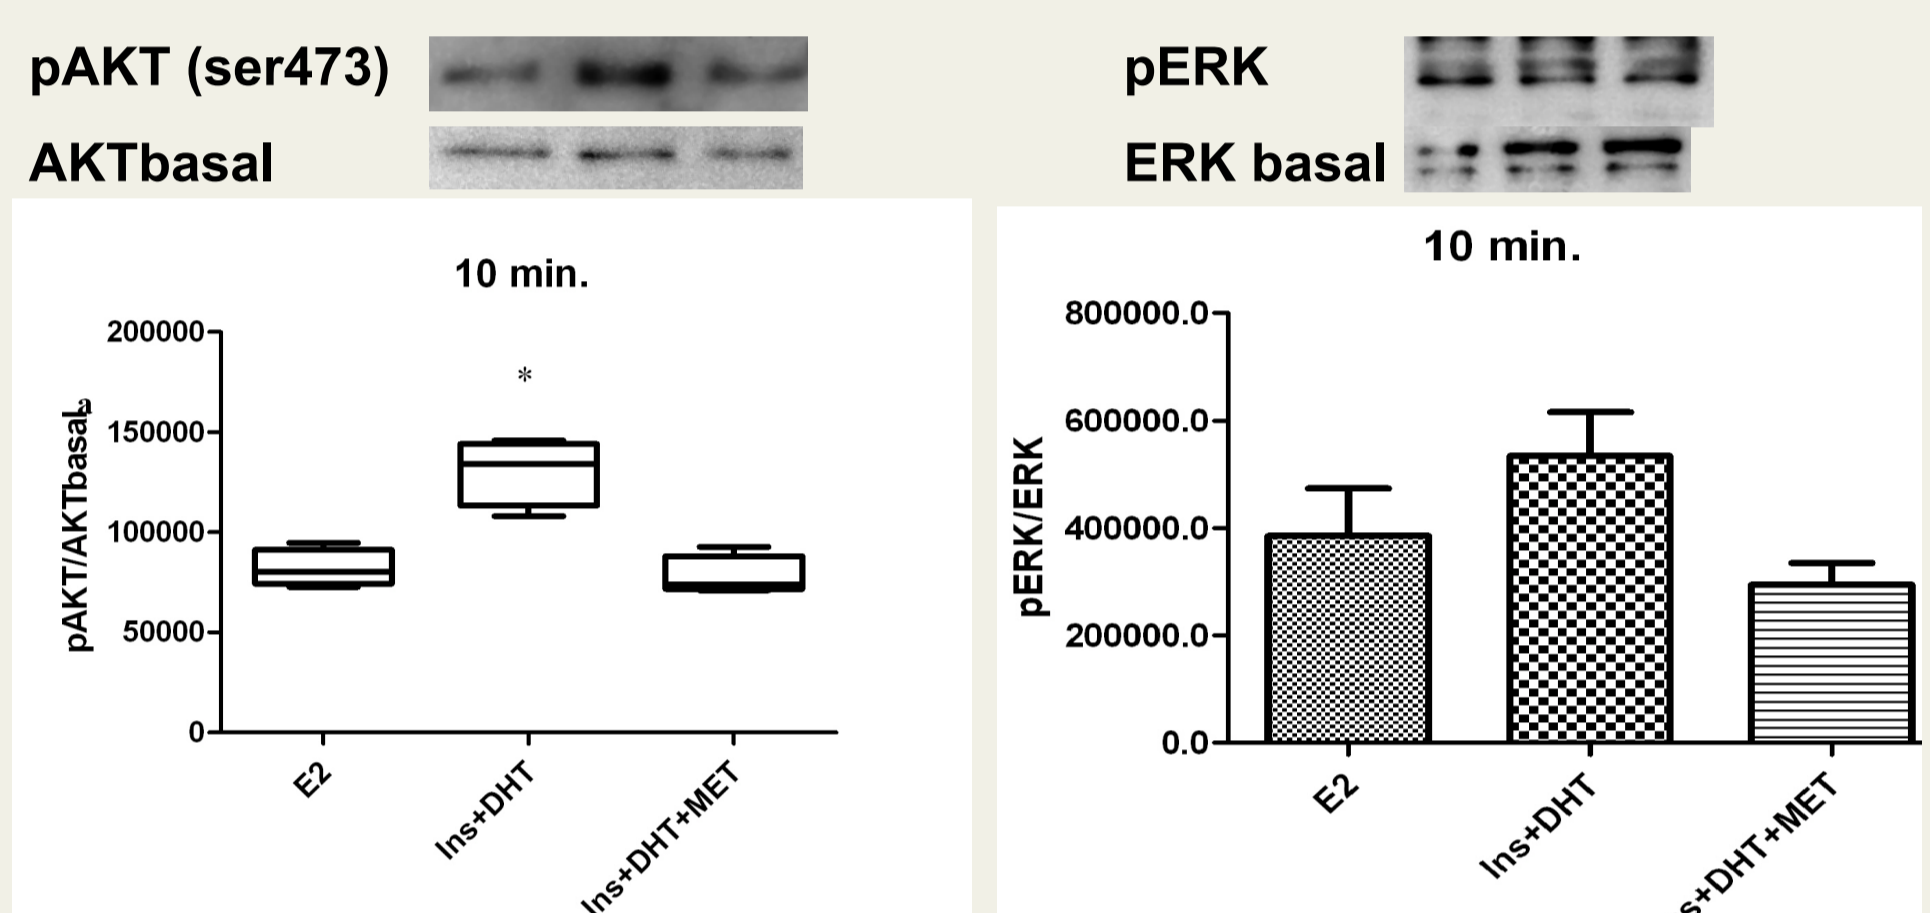 pAKT (ser473)
AKTbasal
10 min.
200000
150000
100000
50000
0
pAKT/AKTbasal
*
E2
Ins+DHT
Ins+DHT+MET
pERK
ERK basal
10 min.
800000.0
600000.0
400000.0
200000.0
0.0
pERK/ERK
E2
Ins+DHT
s+DHT+MET